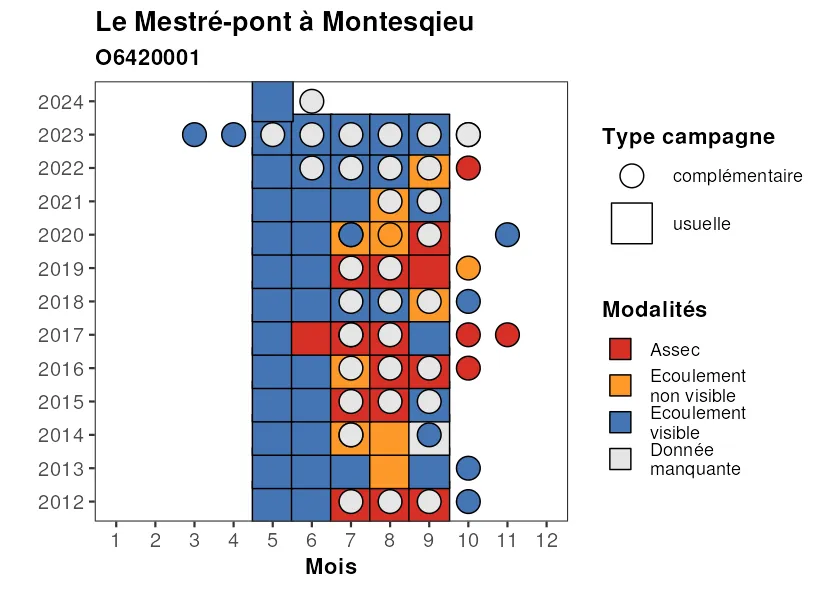 Le Mestré-pont à Montesqieu
O6420001
2024
2023
2022
2021
2020
2019
2018
2017
2016
2015
2014
2013
2012
1 2 3 4 5 6 7 8 9 10 11 12
Mois
Type campagne
complémentaire
usuelle
Modalités
Assec
Ecoulement
non visible
Ecoulement
visible
Donnée
manquante